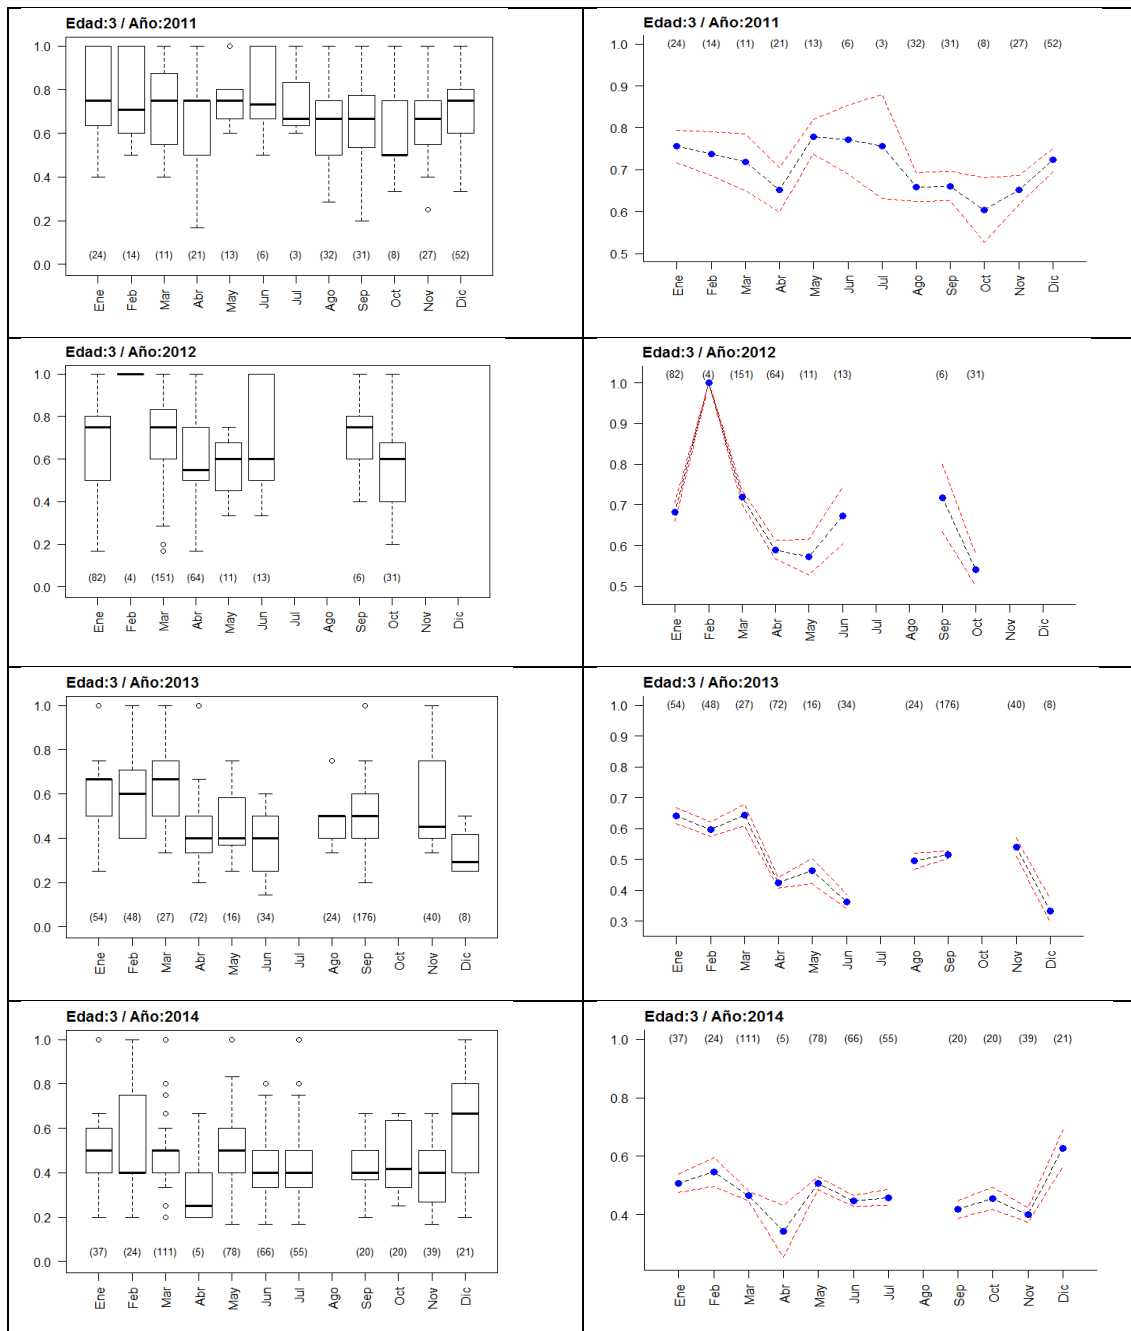 Edad:3 / Año:2011
1.0
0.8
0.6
0.4
0.2
0.0
(24) (14) (11) (21) (13) (6) (3) (32) (31) (8) (27) (52)
Ene Feb Mar Abr May Jun Jul Ago Sep Oct Nov Dic
Edad:3 / Año:2011
(24) (14) (11) (21) (13) (6) (3) (32) (31) (8) (27) (52)
1.0
0.9
0.8
0.7
0.6
0.5
Ene Feb Mar Abr May Jun Jul Ago Sep Oct Nov Dic
Edad:3 / Año:2012
1.0
0.8
0.6
0.4
0.2
0.0
(82) (4) (151) (64) (11) (13) (6) (31)
Ene Feb Mar Abr May Jun Jul Ago Sep Oct Nov Dic
Edad:3 / Año:2012
(82) (4) (151) (64) (11) (13) (6) (31)
1.0
0.9
0.8
0.7
0.6
0.5
Ene Feb Mar Abr May Jun Jul Ago Sep Oct Nov Dic
Edad:3 / Año:2013
1.0
0.8
0.6
0.4
0.2
0.0
(54) (48) (27) (72) (16) (34) (24) (176) (40) (8)
Ene Feb Mar Abr May Jun Jul Ago Sep Oct Nov Dic
Edad:3 / Año:2013
(54) (48) (27) (72) (16) (34) (24) (176) (40) (8)
1.0
0.9
0.8
0.7
0.6
0.5
0.4
0.3
Ene Feb Mar Abr May Jun Jul Ago Sep Oct Nov Dic
Edad:3 / Año:2014
1.0
0.8
0.6
0.4
0.2
0.0
(37) (24) (111) (5) (78) (66) (55) (20) (20) (39) (21)
Ene Feb Mar Abr May Jun Jul Ago Sep Oct Nov Dic
Edad:3 / Año:2014
(37) (24) (111) (5) (78) (66) (55) (20) (20) (39) (21)
1.0
0.8
0.6
0.4
Ene Feb Mar Abr May Jun Jul Ago Sep Oct Nov Dic